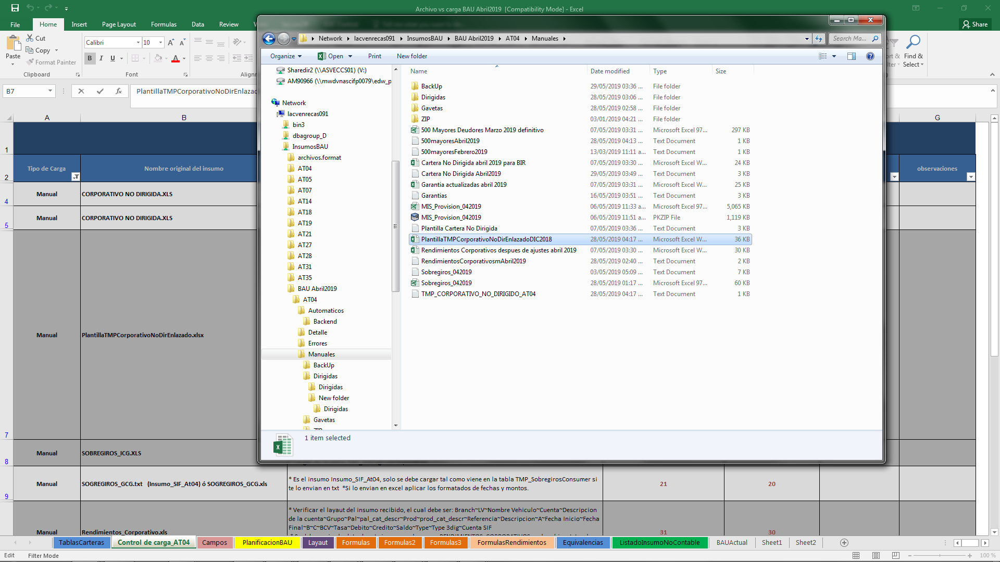 Archivo vs carga BAU Abril2019  [Compatibility Mode] - Excel
File
Home
Insert
Page Layout
Formulas
Data
Review
Share
Paste
Cut
Copy
Format Painter
Clipboard
Calibri
10
B I U
Font
Find &
Select
B7
PlantillaTMPCorporativoNoDirEnlazado
A
B
G
1
2
4
5
7
8
9
Tipo de Carga
Nombre original del insumo
observaciones
Manual
CORPORATIVO NO DIRIGIDA.XLS
Manual
CORPORATIVO NO DIRIGIDA.XLS
Manual
PlantillaTMPCorporativoNoDirEnlazado.xlsx
Manual
SOBREGIROS_ICG.XLS
Manual
SOGREGIROS_GCG.txt   (Insumo_SIF_At04) ó SOGREGIROS_GCG.xls
* Es el insumo Insumo_SIF_At04, solo se debe cargar tal como viene en la tabla TMP_SobregirosConsumer si
te lo envian en txt  *Si lo envian en excel aplicar los formatados de fechas y montos.
21
20
Manual
Rendimientos_Corporativo.xls
* Verificar el layaut del insumo recibido, el cual debe ser: Branch~LV~Nombre Vehiculo~Cuenta~Descripcion
de la cuenta~Grupo~Pal~pal_cat_descr~Prod~prod_cat_descr~Referencia~Descripcion~A~Fecha Inicio~Fecha
Final~B~C~BCV~Tasa~Debito~Credito~Saldo~Type~Type 3dig~Cuenta SIF
31
30
Network
lacvenrecas091
InsumosBAU
BAU Abril2019
AT04
Manuales
Search Ma...
Organize
Open
Print
New folder
Sharedir2 (\\ASVECCS01) (V:)
AM90966 (\\mwdvnascifp0079\edw_p
Network
lacvenrecas091
bin3
dbagroup_D
InsumosBAU
archivos.format
AT04
AT05
AT07
AT14
AT18
AT19
AT21
AT27
AT28
AT31
AT35
BAU Abril2019
AT04
Automaticos
Backend
Detalle
Errores
Manuales
BackUp
Dirigidas
Dirigidas
New folder
Dirigidas
Gavetas
ZIP
Name
Date modified
Type
Size
BackUp 29/05/2019 03:36 ... File folder
Dirigidas 28/05/2019 03:06 ... File folder
Gavetas 28/05/2019 02:58 ... File folder
ZIP 03/01/2019 04:21 ... File folder
500 Mayores Deudores Marzo 2019 definitivo 07/05/2019 03:31 ... Microsoft Excel 97... 297 KB
500mayoresAbril2019 28/05/2019 04:13 ... Text Document 1 KB
500mayoresFebrero2019 13/03/2019 11:11 a... Text Document 1 KB
Cartera No Dirigida abril 2019 para BIR 07/05/2019 03:30 ... Microsoft Excel W... 24 KB
Cartera No Dirigida Abril2019 29/05/2019 03:49 ... Text Document 3 KB
Garantia actualizadas abril 2019 07/05/2019 03:31 ... Microsoft Excel W... 25 KB
Garantias 16/05/2019 03:51 ... Text Document 3 KB
MIS_Provision_042019 06/05/2019 11:33 a... Microsoft Excel 97... 5,065 KB
MIS_Provision_042019 06/05/2019 11:51 a... PKZIP File 1,119 KB
Plantilla Cartera No Dirigida 07/05/2019 03:36 ... Text Document 3 KB
PlantillaTMPCorporativoNoDirEnlazadoDIC2018 28/05/2019 04:17 ... Microsoft Excel W... 36 KB
Rendimientos Corporativos despues de ajustes abril 2019 07/05/2019 03:30 ... Microsoft Excel W... 30 KB
RendimientosCorporativosmAbril2019 28/05/2019 02:40 ... Text Document 2 KB
Sobregiros_042019 03/05/2019 05:09 ... Text Document 7 KB
Sobregiros_042019 28/05/2019 01:17 ... Microsoft Excel 97... 60 KB
TMP_CORPORATIVO_NO_DIRIGIDO_AT04 28/05/2019 04:17 ... Text Document 1 KB
1 item selected
TablasCarteras
Control de carga_AT04
Campos
PlanificacionBAU
Layaut
Formulas
Formulas2
Formulas3
FormulasRendimientos
Equivalencias
ListadoInsumoNoContable
BAUActual
Sheet1
Sheet2
Edit
Filter Mode
100 %